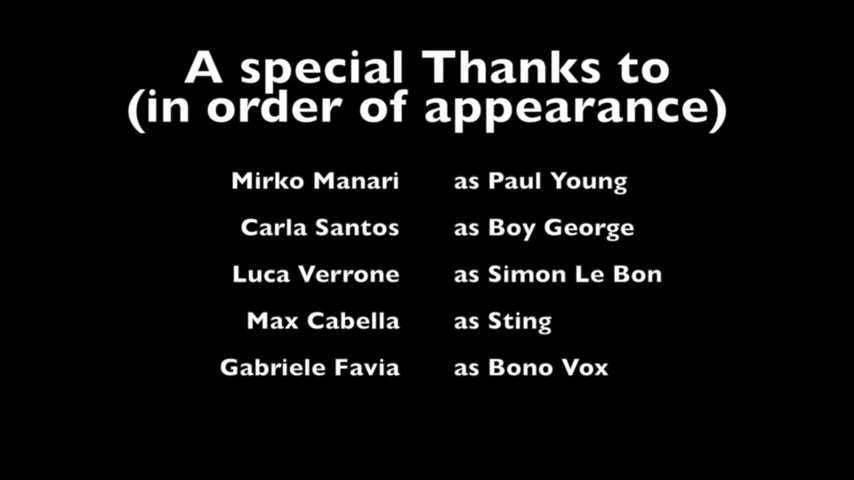 A special Thanks to
(in order of appearance)
Mirko Manari as Paul Young
Carla Santos as Boy George
Luca Verrone as Simon Le Bon
Max Cabella as Sting
Gabriele Favia as Bono Vox